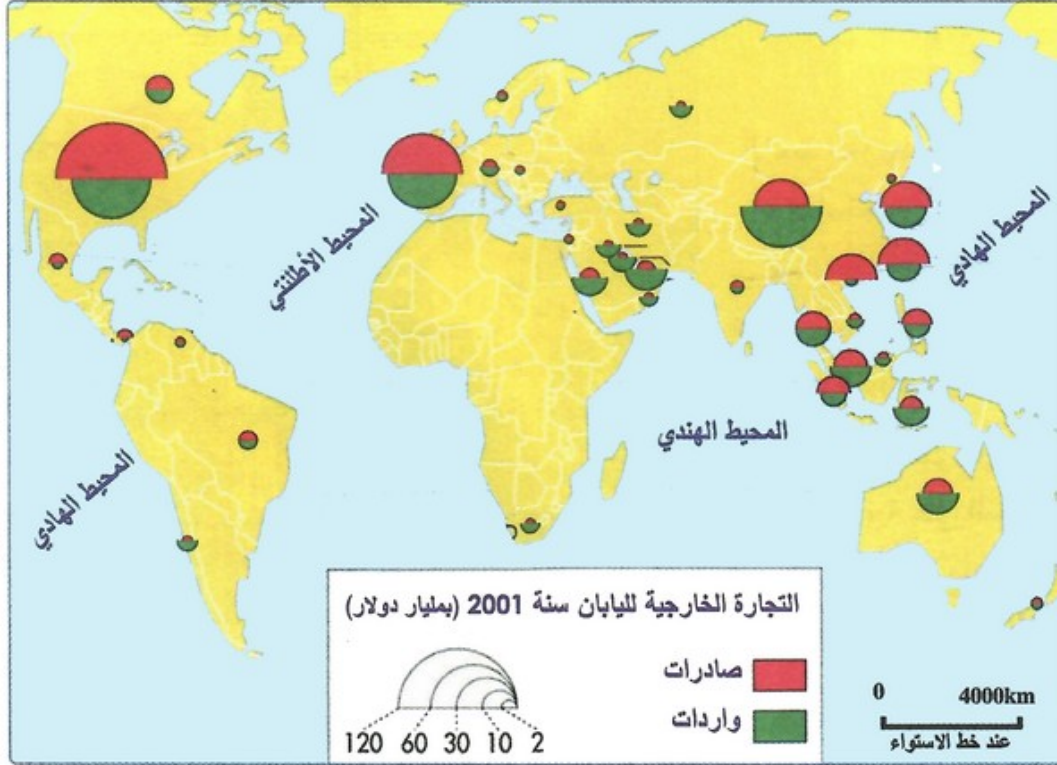 المحيط الأطلنتي
المحيط الهادي
المحيط الهندي
المحيط الهادي
التجارة الخارجية لليابان سنة 2001 (بمليار دولار)
صادرات
واردات
120 60 30 10 2
0 4000km
عند خط الاستواء